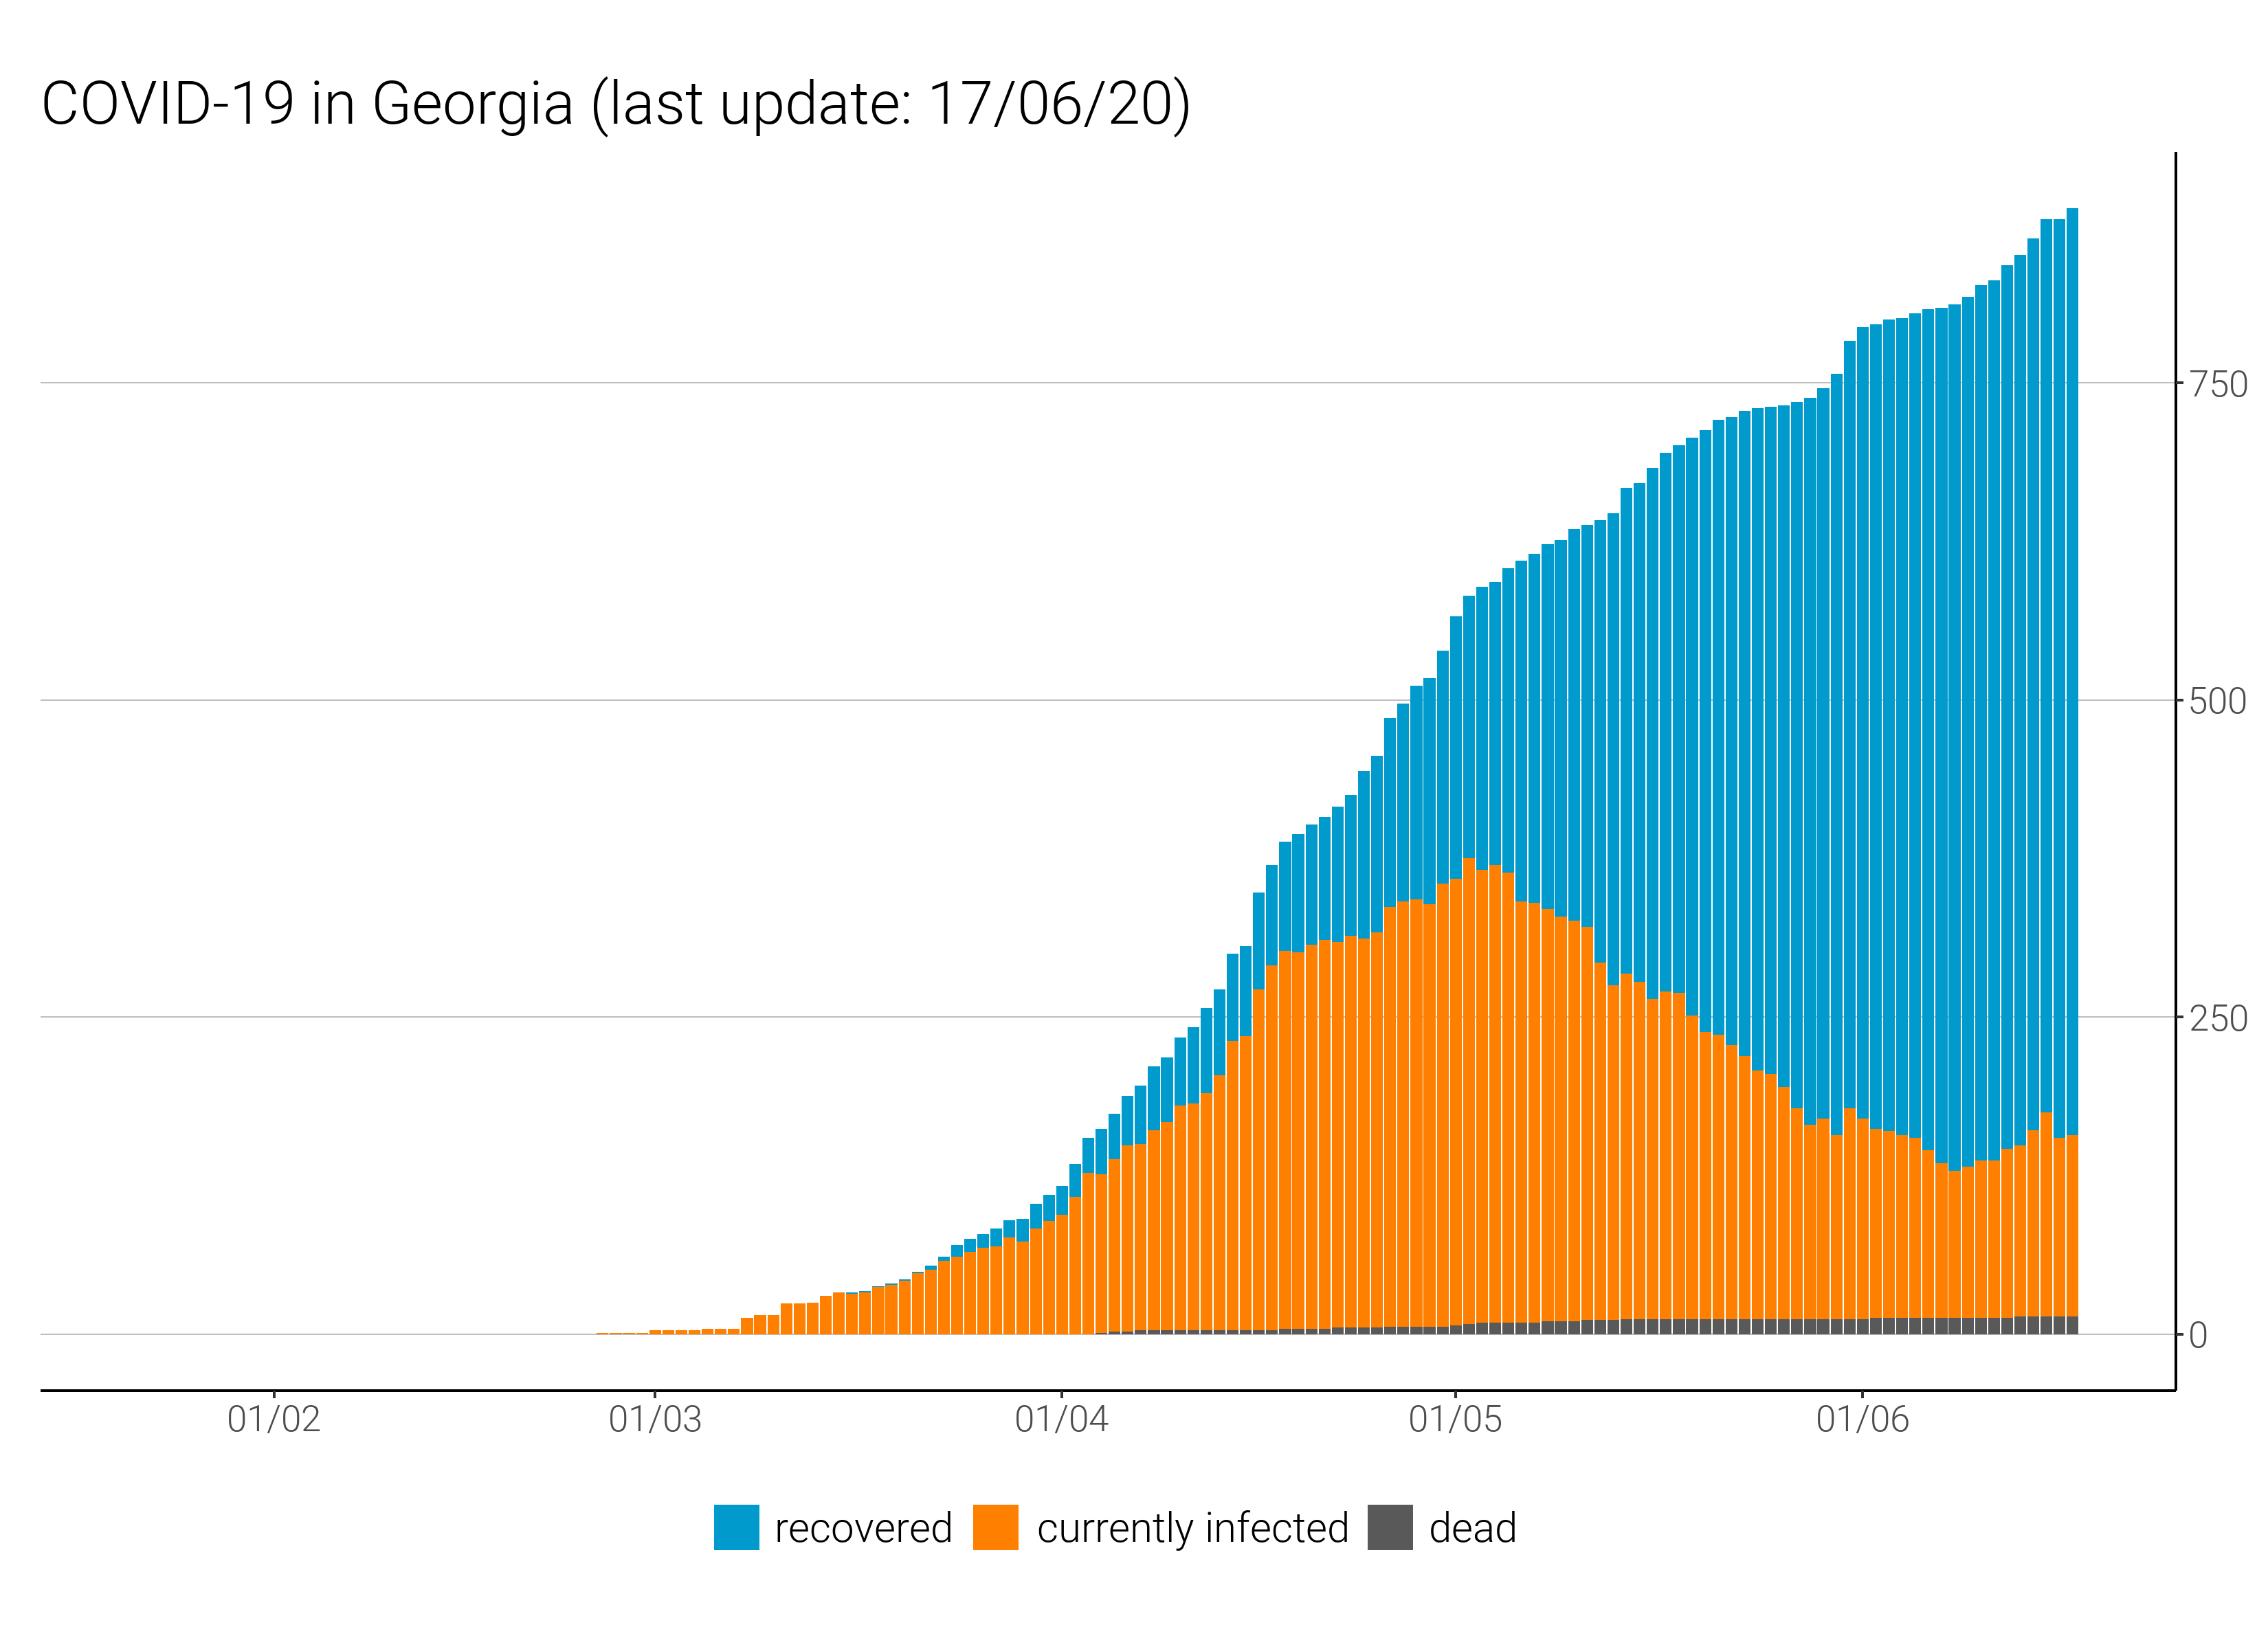 COVID-19 in Georgia (last update: 17/06/20)
750
500
250
0
01/02 01/03 01/04 01/05 01/06
recovered currently infected dead